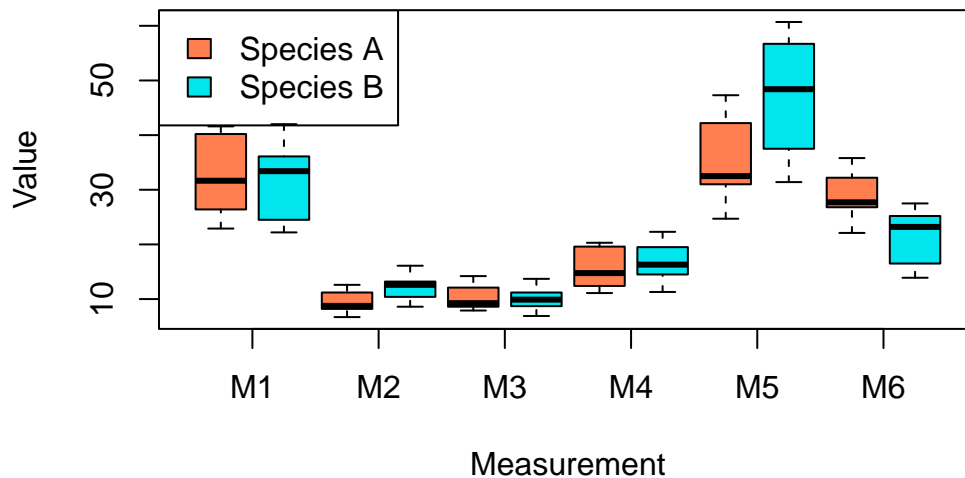 Species A
Species B
Value
50
30
10
M1 M2 M3 M4 M5 M6
Measurement